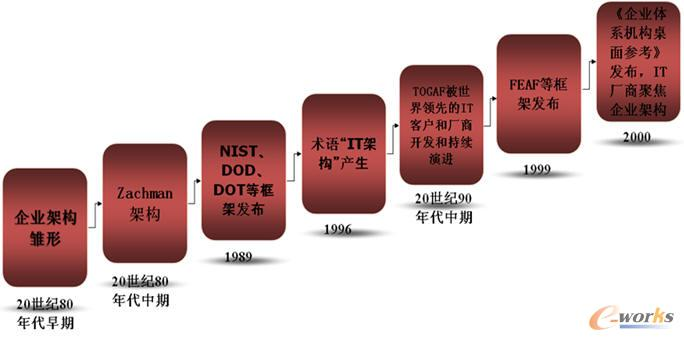 企业架构
雏形
20世纪80
年代早期
Zachman
架构
20世纪80
年代中期
NIST、
DOD、
DOT等框
架发布
1989
术语“IT架
构”产生
1996
TOGAF被世
界领先的IT
客户和厂商
开发和持续
演进
20世纪90
年代中期
FEAF等框
架发布
1999
《企业体
系机构桌
面参考》
发布，IT
厂商聚焦
企业架构
2000
e-works